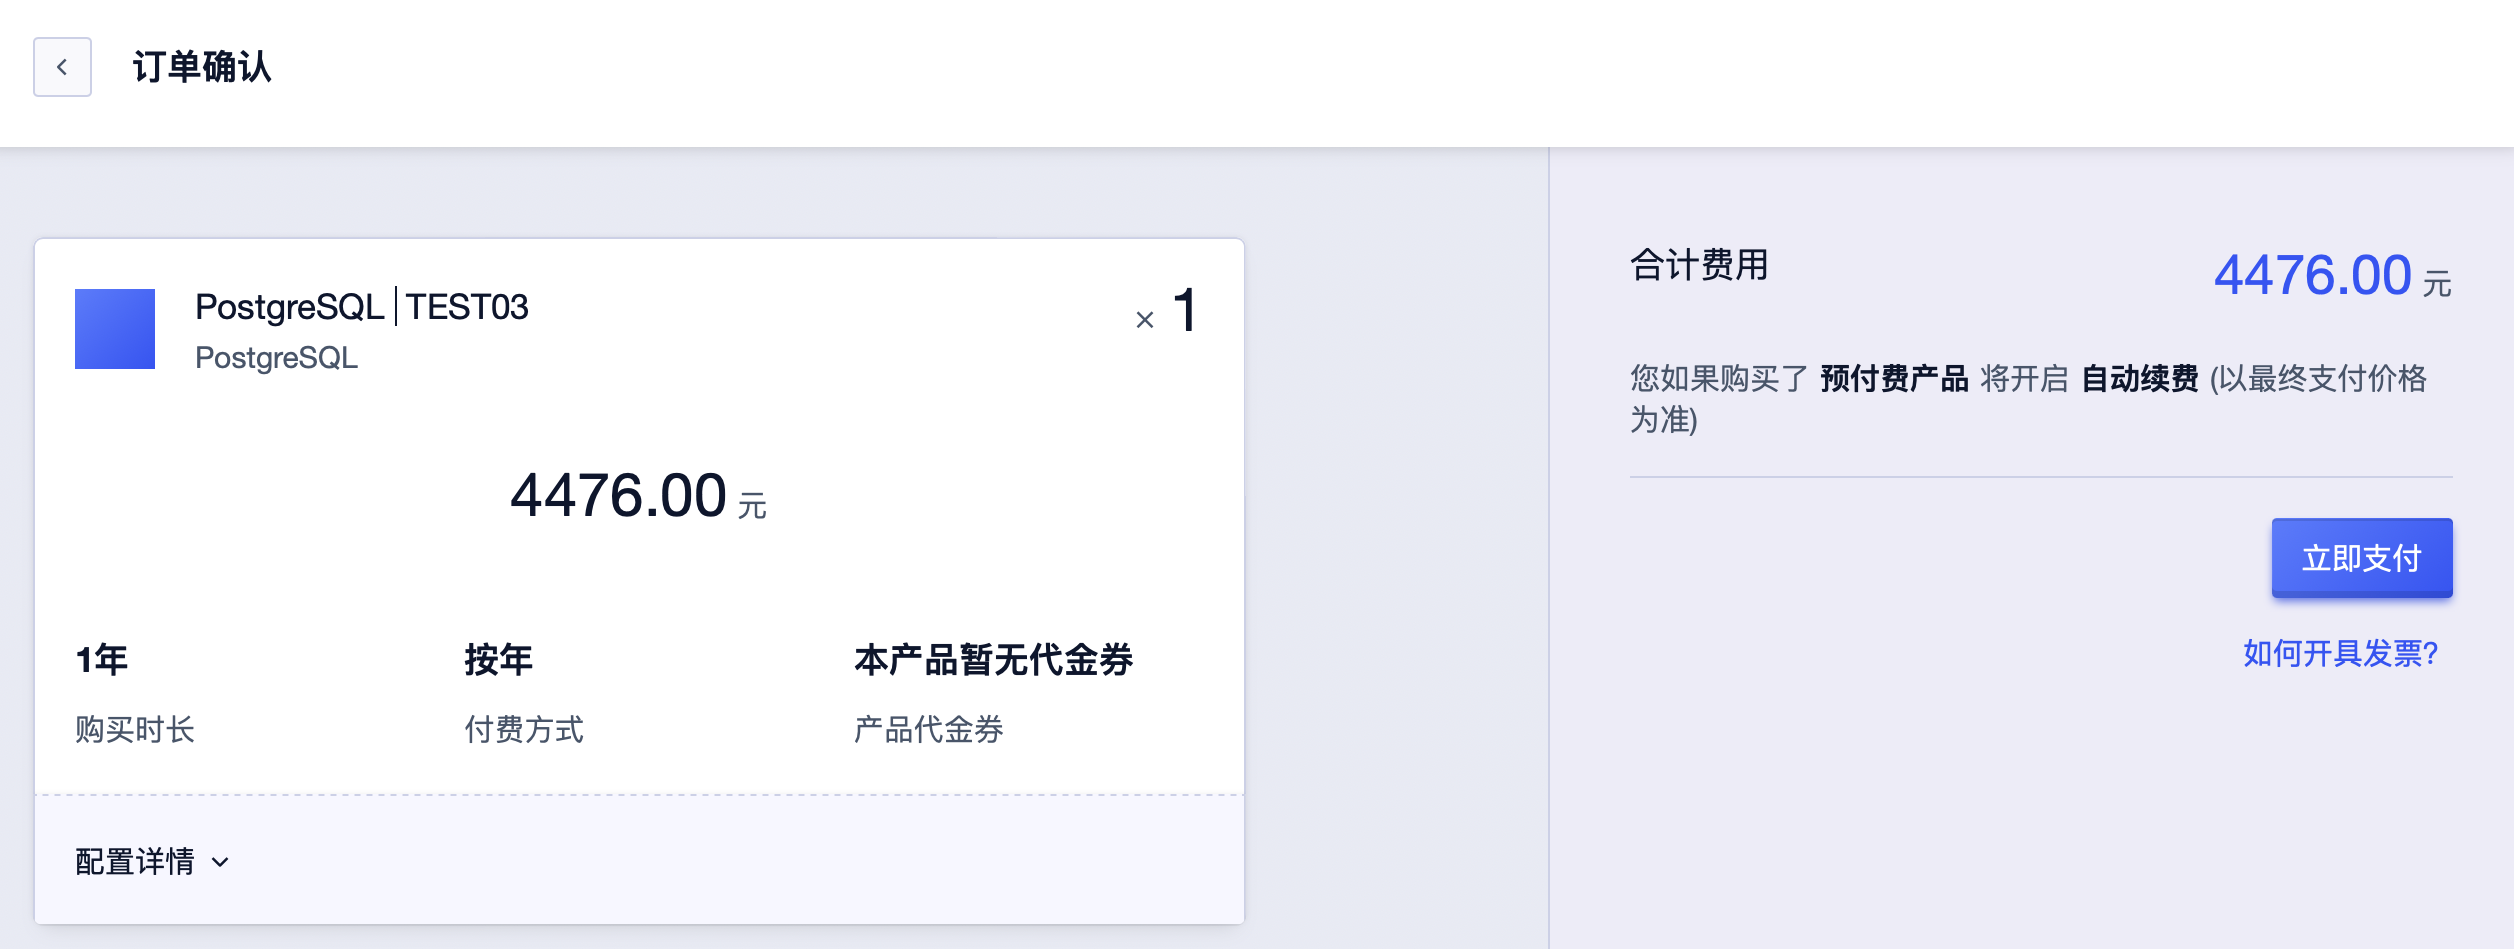 订单确认
PostgreSQL | TEST03
× 1
PostgreSQL
4476.00 元
1年
按年
本产品暂无代金券
购买时长
付费方式
产品代金券
配置详情
合计费用
4476.00 元
您如果购买了 预付费产品 将开启 自动续费 (以最终支付价格
为准)
立即支付
如何开具发票?